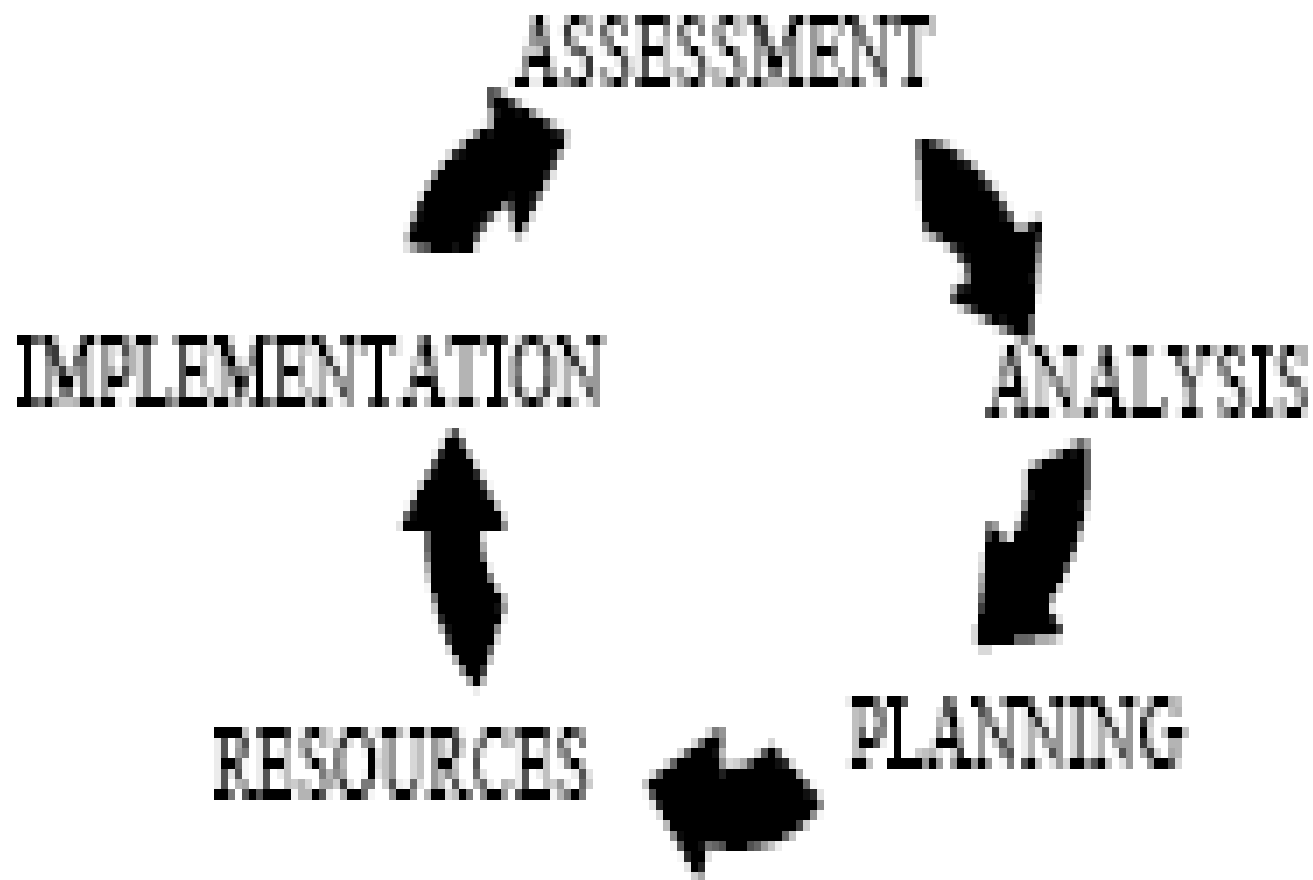 ASSESSMENT
ANALYSIS
PLANNING
RESOURCES
IMPLEMENTATION